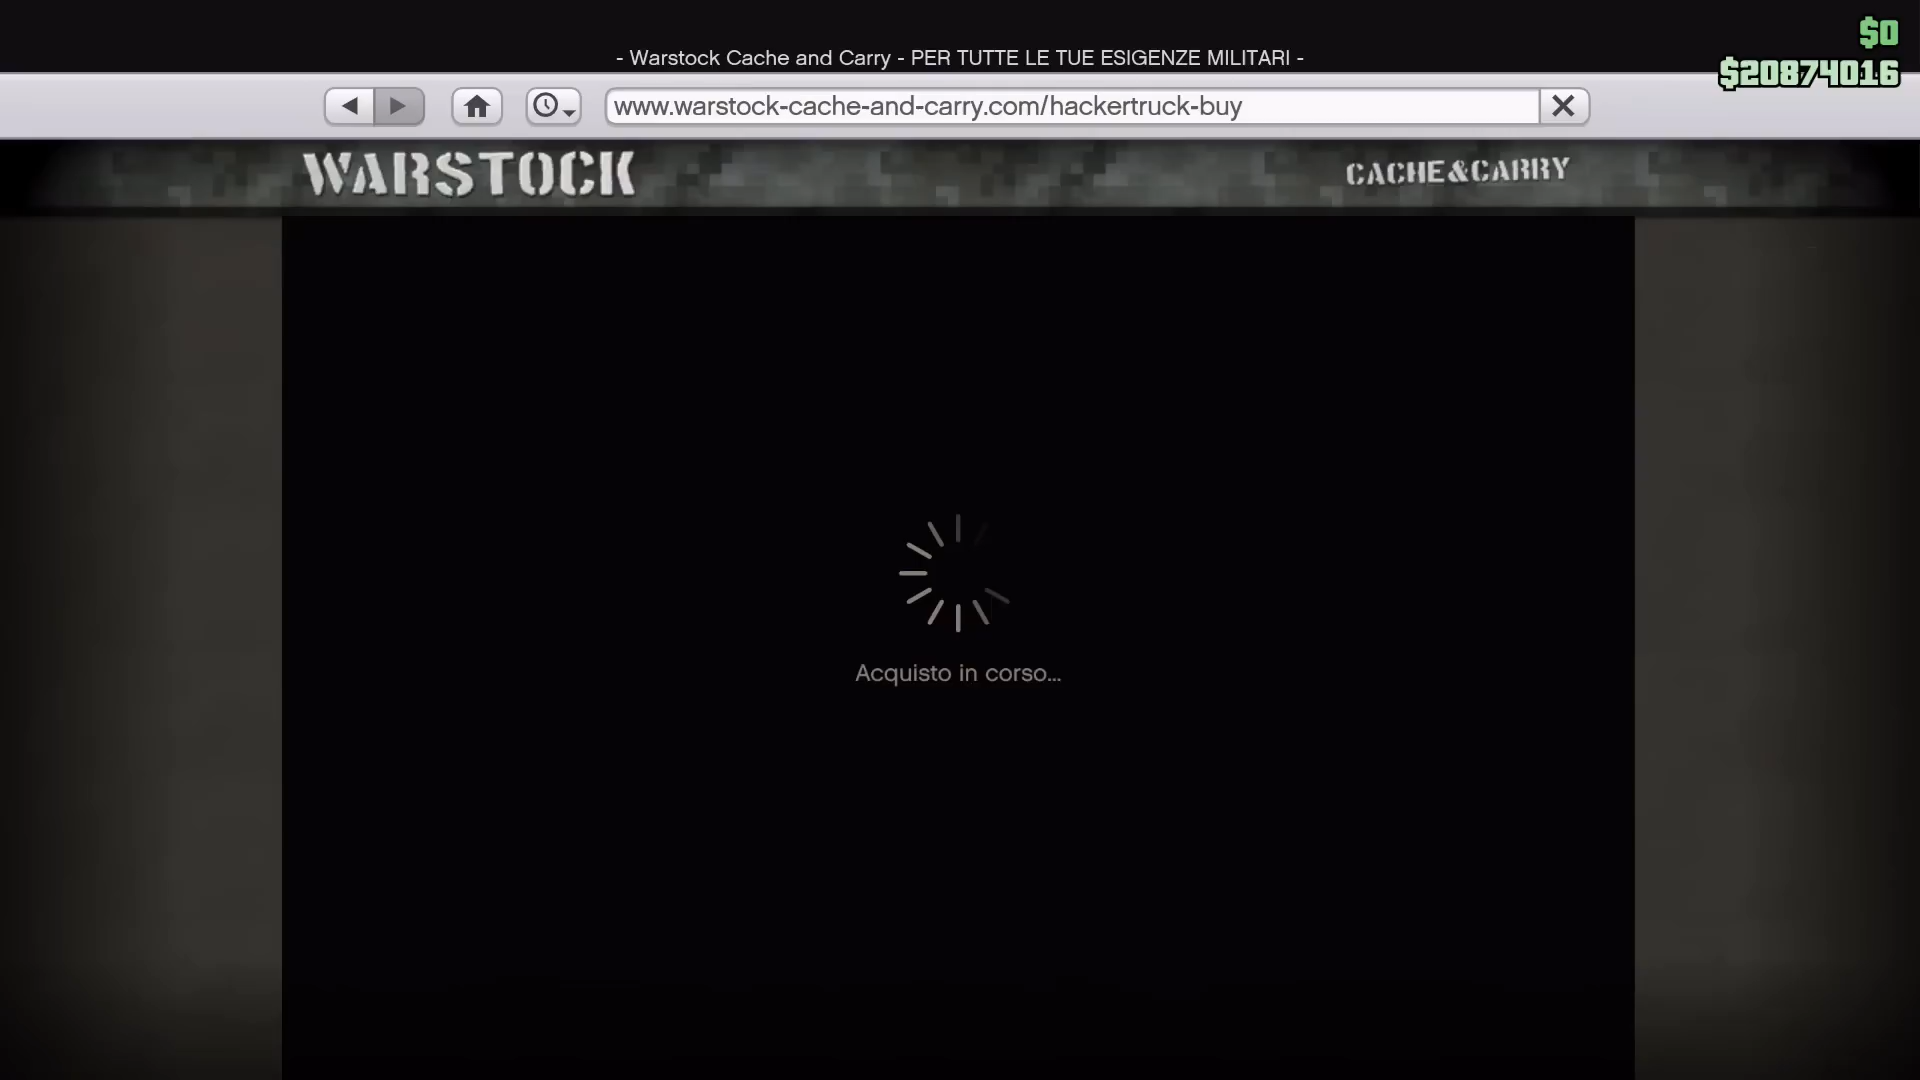 $0
- Warstock Cache and Carry - PER TUTTE LE TUE ESIGENZE MILITARI -
$20874016
www.warstock-cache-and-carry.com/hackertruck-buy
WARSTOCK
CACHE&CARRY
Acquisto in corso...